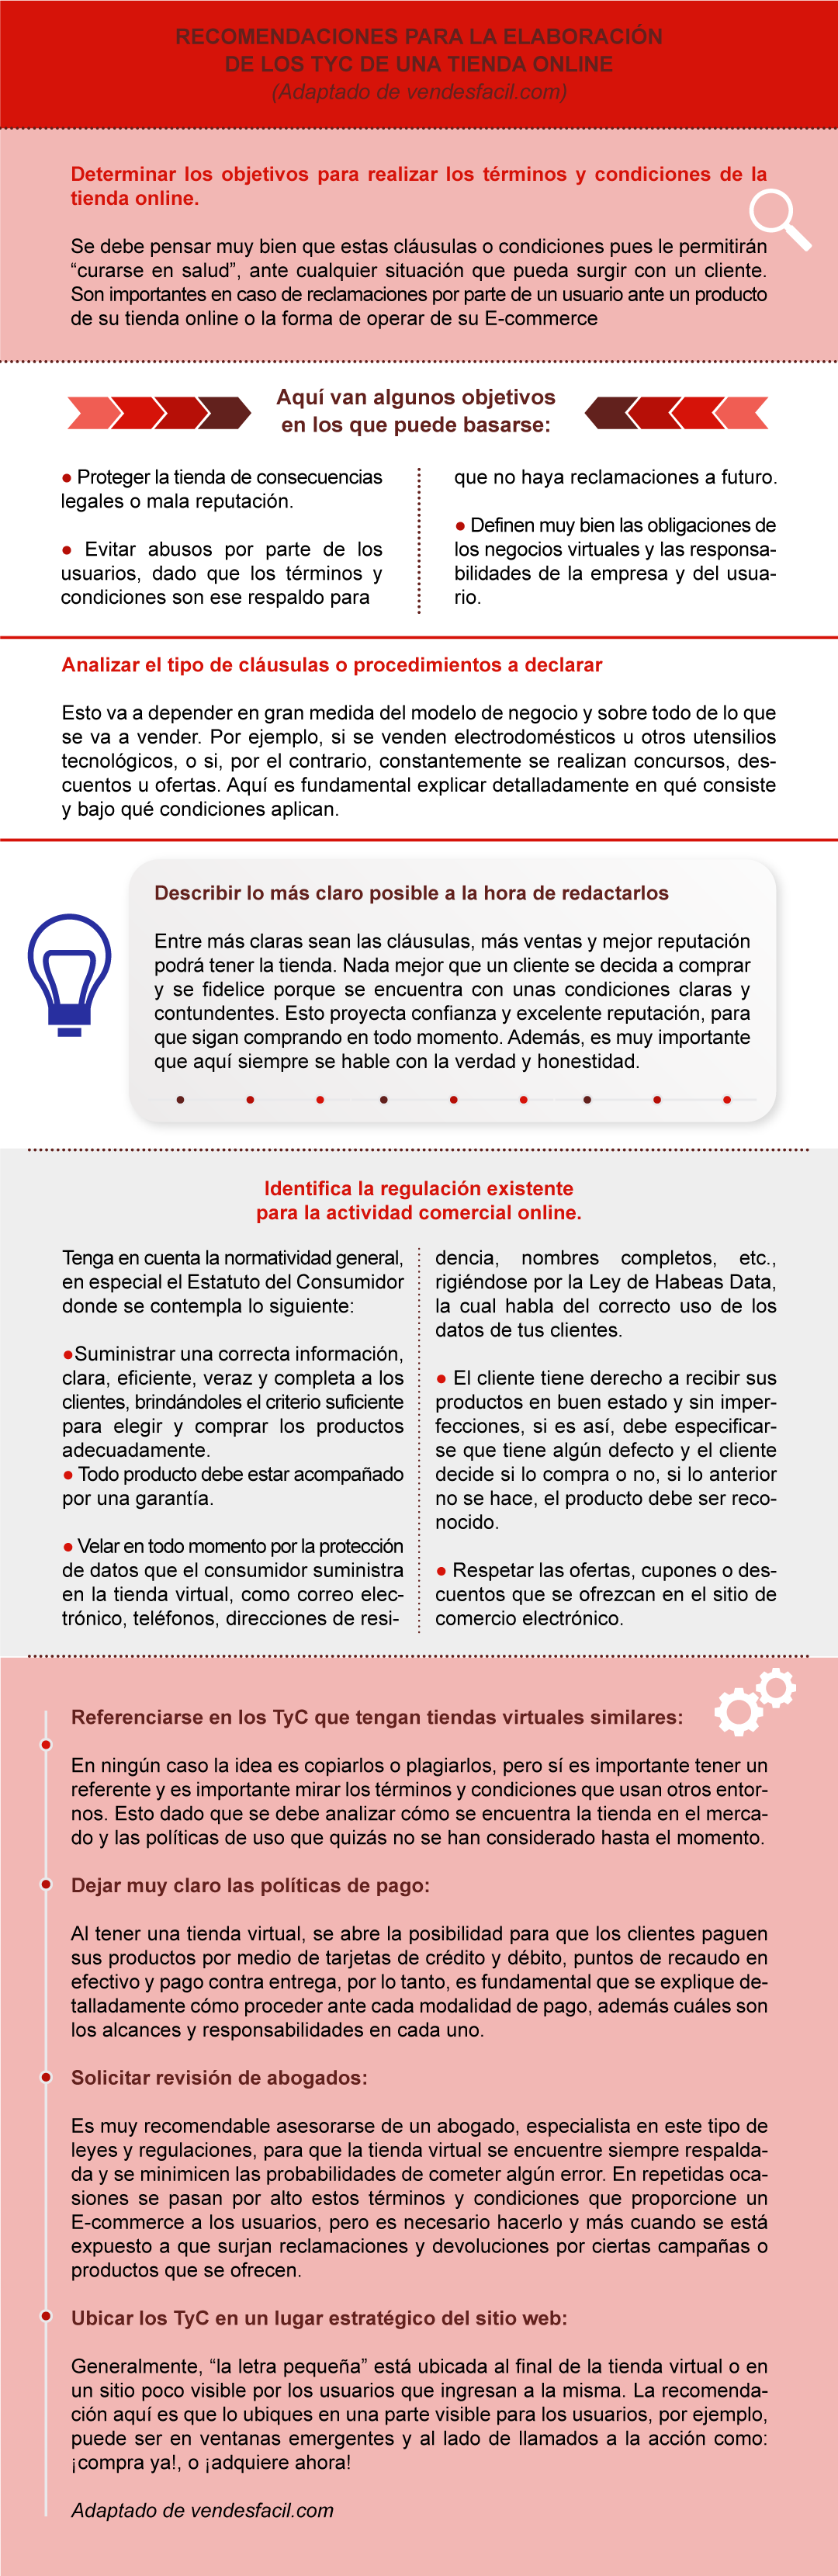 RECOMENDACIONES PARA LA ELABORACIÓN
DE LOS TYC DE UNA TIENDA ONLINE
(Adaptado de vendesfacil.com)
Determinar los objetivos para realizar los términos y condiciones de la
tienda online.
Se debe pensar muy bien que estas cláusulas o condiciones pues le permitirán
“curarse en salud”, ante cualquier situación que pueda surgir con un cliente.
Son importantes en caso de reclamaciones por parte de un usuario ante un producto
de su tienda online o la forma de operar de su E-commerce
Aquí van algunos objetivos
en los que puede basarse:
● Proteger la tienda de consecuencias
legales o mala reputación.
● Evitar abusos por parte de los
usuarios, dado que los términos y
condiciones son ese respaldo para
que no haya reclamaciones a futuro.
● Definen muy bien las obligaciones de
los negocios virtuales y las responsa-
bilidades de la empresa y del usua-
rio.
Analizar el tipo de cláusulas o procedimientos a declarar
Esto va a depender en gran medida del modelo de negocio y sobre todo de lo que
se va a vender. Por ejemplo, si se venden electrodomésticos u otros utensilios
tecnológicos, o si, por el contrario, constantemente se realizan concursos, des-
cuentos u ofertas. Aquí es fundamental explicar detalladamente en qué consiste
y bajo qué condiciones aplican.
Describir lo más claro posible a la hora de redactarlos
Entre más claras sean las cláusulas, más ventas y mejor reputación
podrá tener la tienda. Nada mejor que un cliente se decida a comprar
y se fidelice porque se encuentra con unas condiciones claras y
contundentes. Esto proyecta confianza y excelente reputación, para
que sigan comprando en todo momento. Además, es muy importante
que aquí siempre se hable con la verdad y honestidad.
Identifica la regulación existente
para la actividad comercial online.
Tenga en cuenta la normatividad general,
en especial el Estatuto del Consumidor
donde se contempla lo siguiente:
●Suministrar una correcta información,
clara, eficiente, veraz y completa a los
clientes, brindándoles el criterio suficiente
para elegir y comprar los productos
adecuadamente.
● Todo producto debe estar acompañado
por una garantía.
● Velar en todo momento por la protección
de datos que el consumidor suministra
en la tienda virtual, como correo elec-
trónico, teléfonos, direcciones de resi-
dencia, nombres completos, etc.,
rigiéndose por la Ley de Habeas Data,
la cual habla del correcto uso de los
datos de tus clientes.
● El cliente tiene derecho a recibir sus
productos en buen estado y sin imper-
fecciones, si es así, debe especificar-
se que tiene algún defecto y el cliente
decide si lo compra o no, si lo anterior
no se hace, el producto debe ser reco-
nocido.
● Respetar las ofertas, cupones o des-
cuentos que se ofrezcan en el sitio de
comercio electrónico.
Referenciarse en los TyC que tengan tiendas virtuales similares:
En ningún caso la idea es copiarlos o plagiarlos, pero sí es importante tener un
referente y es importante mirar los términos y condiciones que usan otros entor-
nos. Esto dado que se debe analizar cómo se encuentra la tienda en el merca-
do y las políticas de uso que quizás no se han considerado hasta el momento.
Dejar muy claro las políticas de pago:
Al tener una tienda virtual, se abre la posibilidad para que los clientes paguen
sus productos por medio de tarjetas de crédito y débito, puntos de recaudo en
efectivo y pago contra entrega, por lo tanto, es fundamental que se explique de-
talladamente cómo proceder ante cada modalidad de pago, además cuáles son
los alcances y responsabilidades en cada uno.
Solicitar revisión de abogados:
Es muy recomendable asesorarse de un abogado, especialista en este tipo de
leyes y regulaciones, para que la tienda virtual se encuentre siempre respalda-
da y se minimicen las probabilidades de cometer algún error. En repetidas oca-
siones se pasan por alto estos términos y condiciones que proporcione un
E-commerce a los usuarios, pero es necesario hacerlo y más cuando se está
expuesto a que surjan reclamaciones y devoluciones por ciertas campañas o
productos que se ofrecen.
Ubicar los TyC en un lugar estratégico del sitio web:
Generalmente, “la letra pequeña” está ubicada al final de la tienda virtual o en
un sitio poco visible por los usuarios que ingresan a la misma. La recomenda-
ción aquí es que lo ubiques en una parte visible para los usuarios, por ejemplo,
puede ser en ventanas emergentes y al lado de llamados a la acción como:
¡compra ya!, o ¡adquiere ahora!
Adaptado de vendesfacil.com